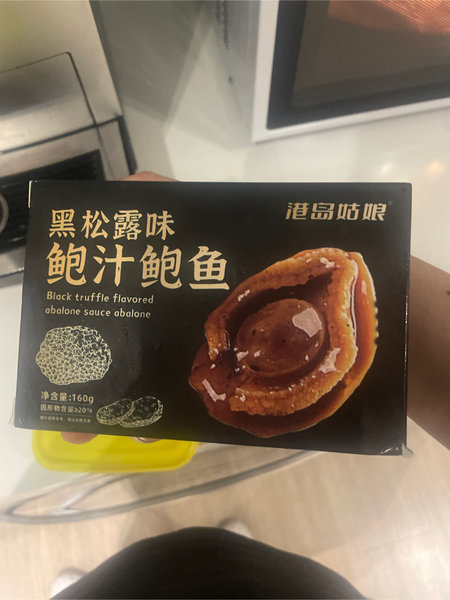 港岛姑娘®
黑松露味
鲍汁鲍鱼
Black truffle flavored
abalone sauce abalone
净含量:160g
固形物含量≥20%